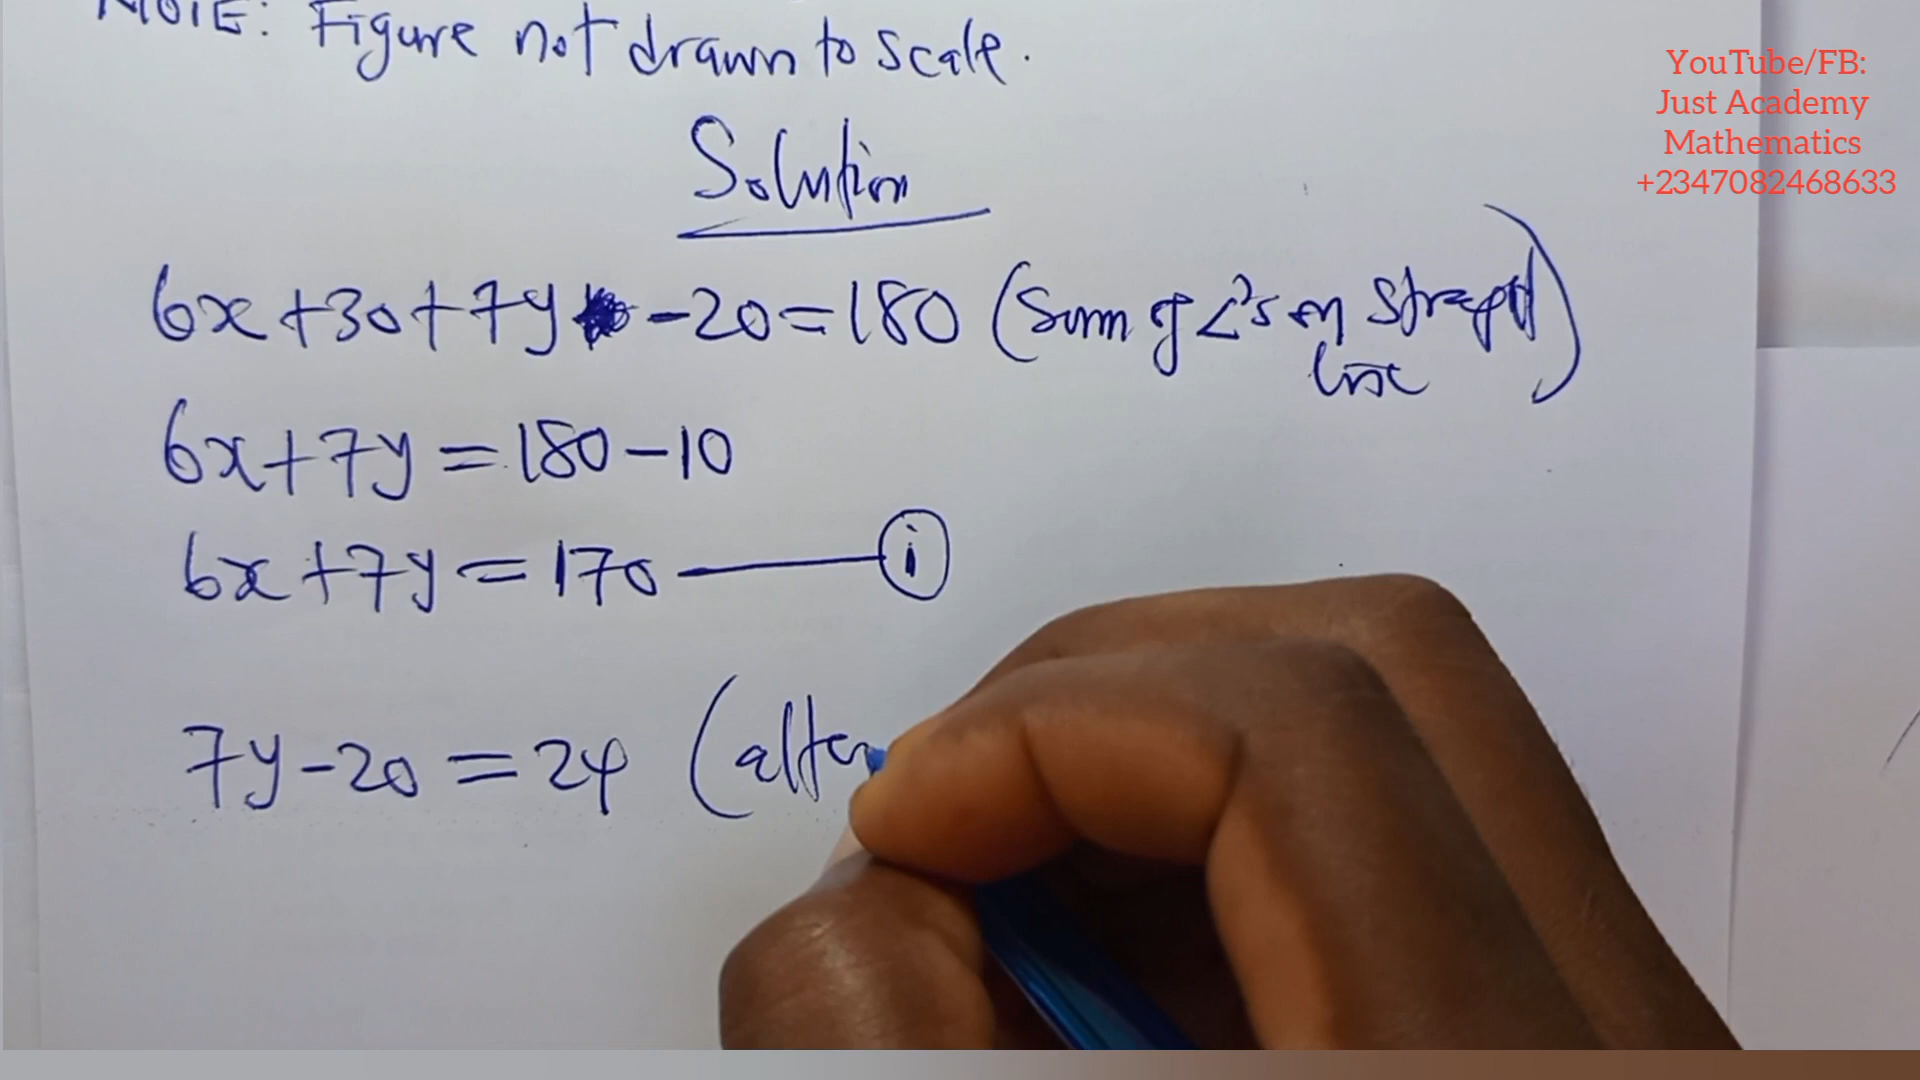 NOTE: Figure not drawn to scale.
Solution
6x+30+7y -20=180 (Sum of ∠'s on straight
line)
6x+7y=180-10
6x+7y=170 —— (i)
7y-20=2y (alter
YouTube/FB:
Just Academy
Mathematics
+2347082468633